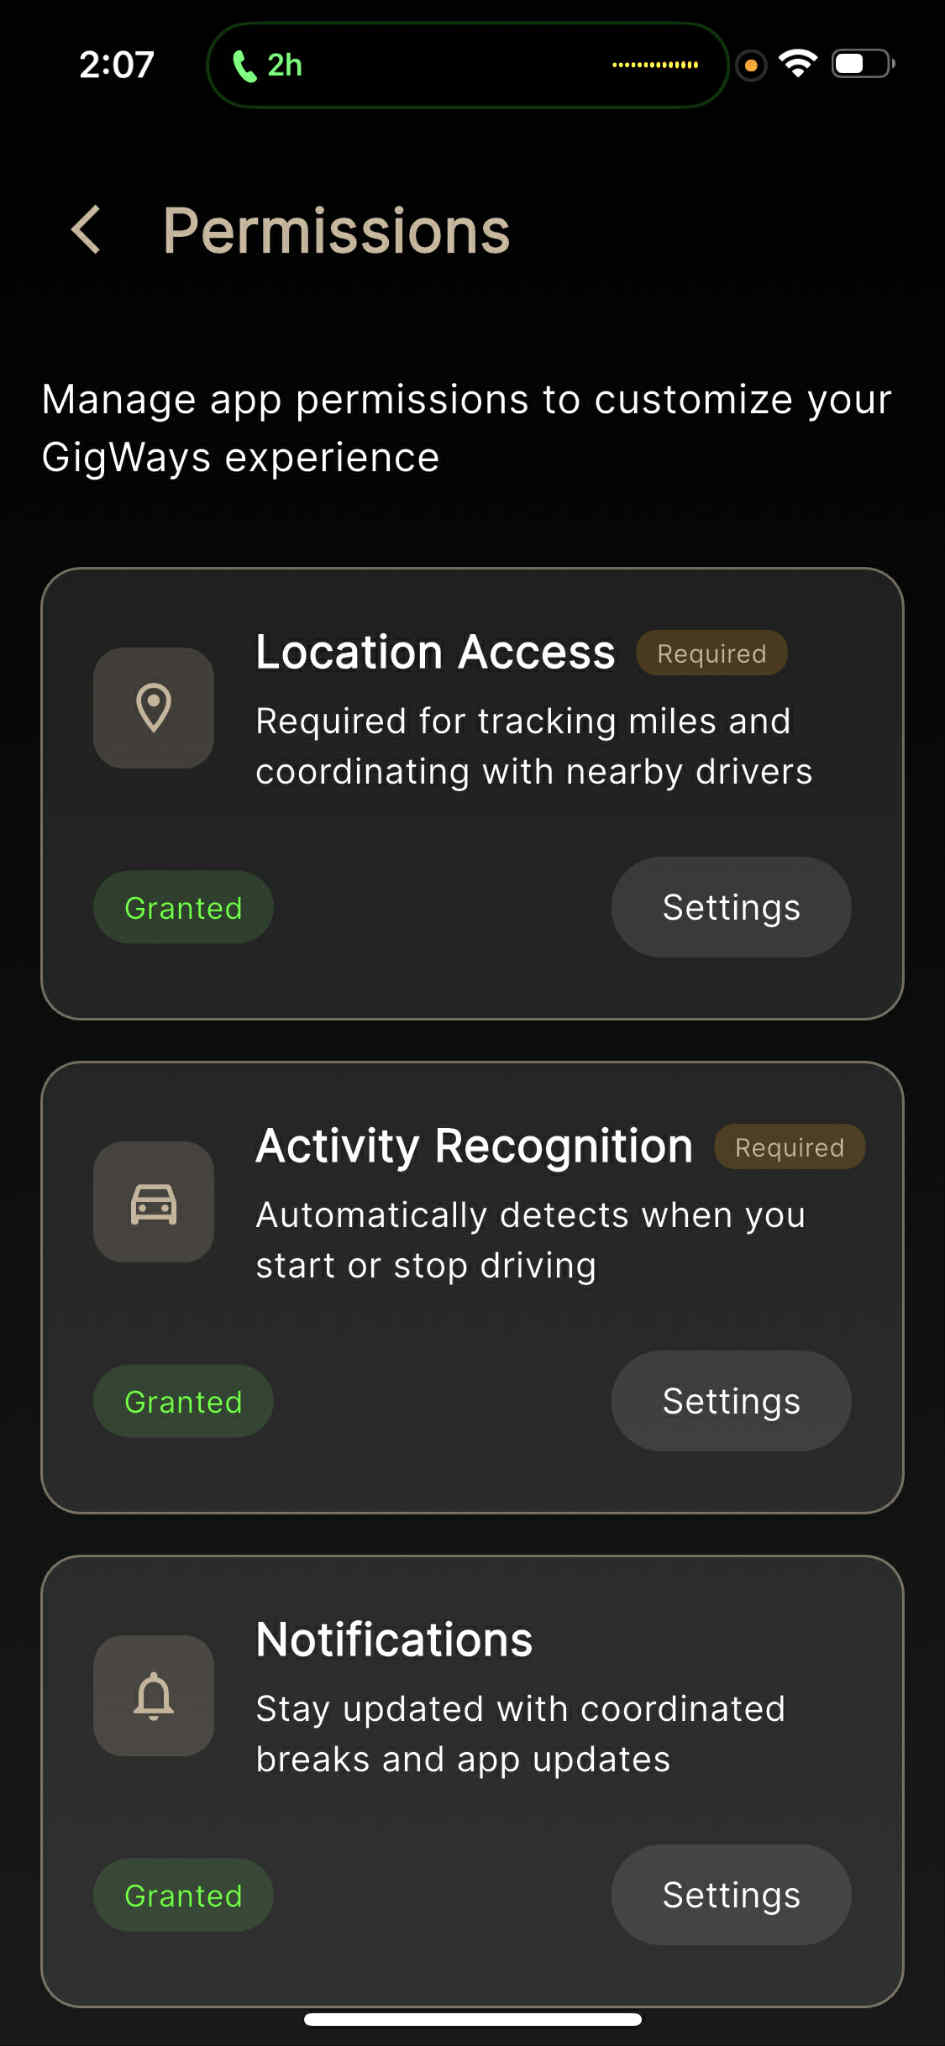 2:07
2h
Permissions
Manage app permissions to customize your
GigWays experience
Location Access Required
Required for tracking miles and
coordinating with nearby drivers
Granted Settings
Activity Recognition Required
Automatically detects when you
start or stop driving
Granted Settings
Notifications
Stay updated with coordinated
breaks and app updates
Granted Settings